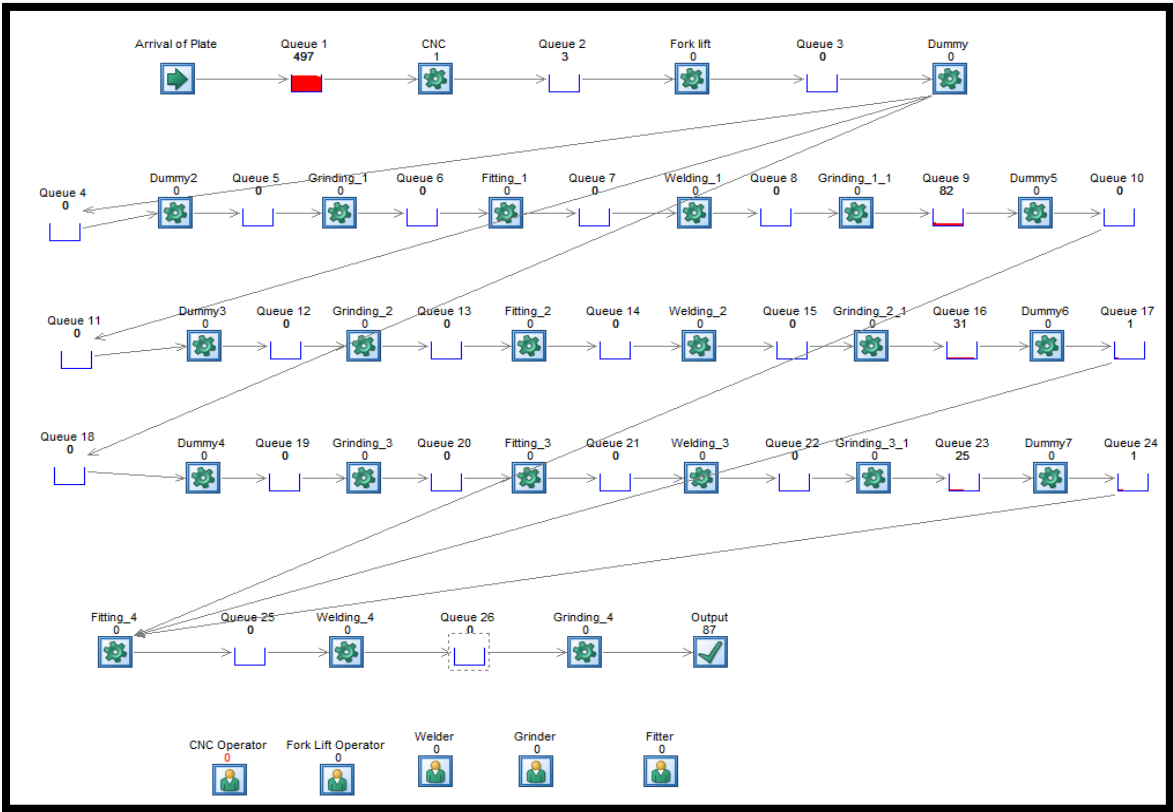 Arrival of Plate
Queue 1
497
CNC
1
Queue 2
3
Fork lift
0
Queue 3
0
Dummy
0
Queue 4
0
Dummy2
0
Queue 5
0
Grinding_1
0
Queue 6
0
Fitting_1
0
Queue 7
0
Welding_1
0
Queue 8
0
Grinding_1_1
0
Queue 9
82
Dummy5
0
Queue 10
0
Queue 11
0
Dummy3
0
Queue 12
0
Grinding_2
0
Queue 13
0
Fitting_2
0
Queue 14
0
Welding_2
0
Queue 15
0
Grinding_2_1
0
Queue 16
31
Dummy6
0
Queue 17
1
Queue 18
0
Dummy4
0
Queue 19
0
Grinding_3
0
Queue 20
0
Fitting_3
0
Queue 21
0
Welding_3
0
Queue 22
0
Grinding_3_1
0
Queue 23
25
Dummy7
0
Queue 24
1
Fitting_4
0
Queue 25
0
Welding_4
0
Queue 26
0
Grinding_4
0
Output
87
CNC Operator
0
Fork Lift Operator
0
Welder
0
Grinder
0
Fitter
0